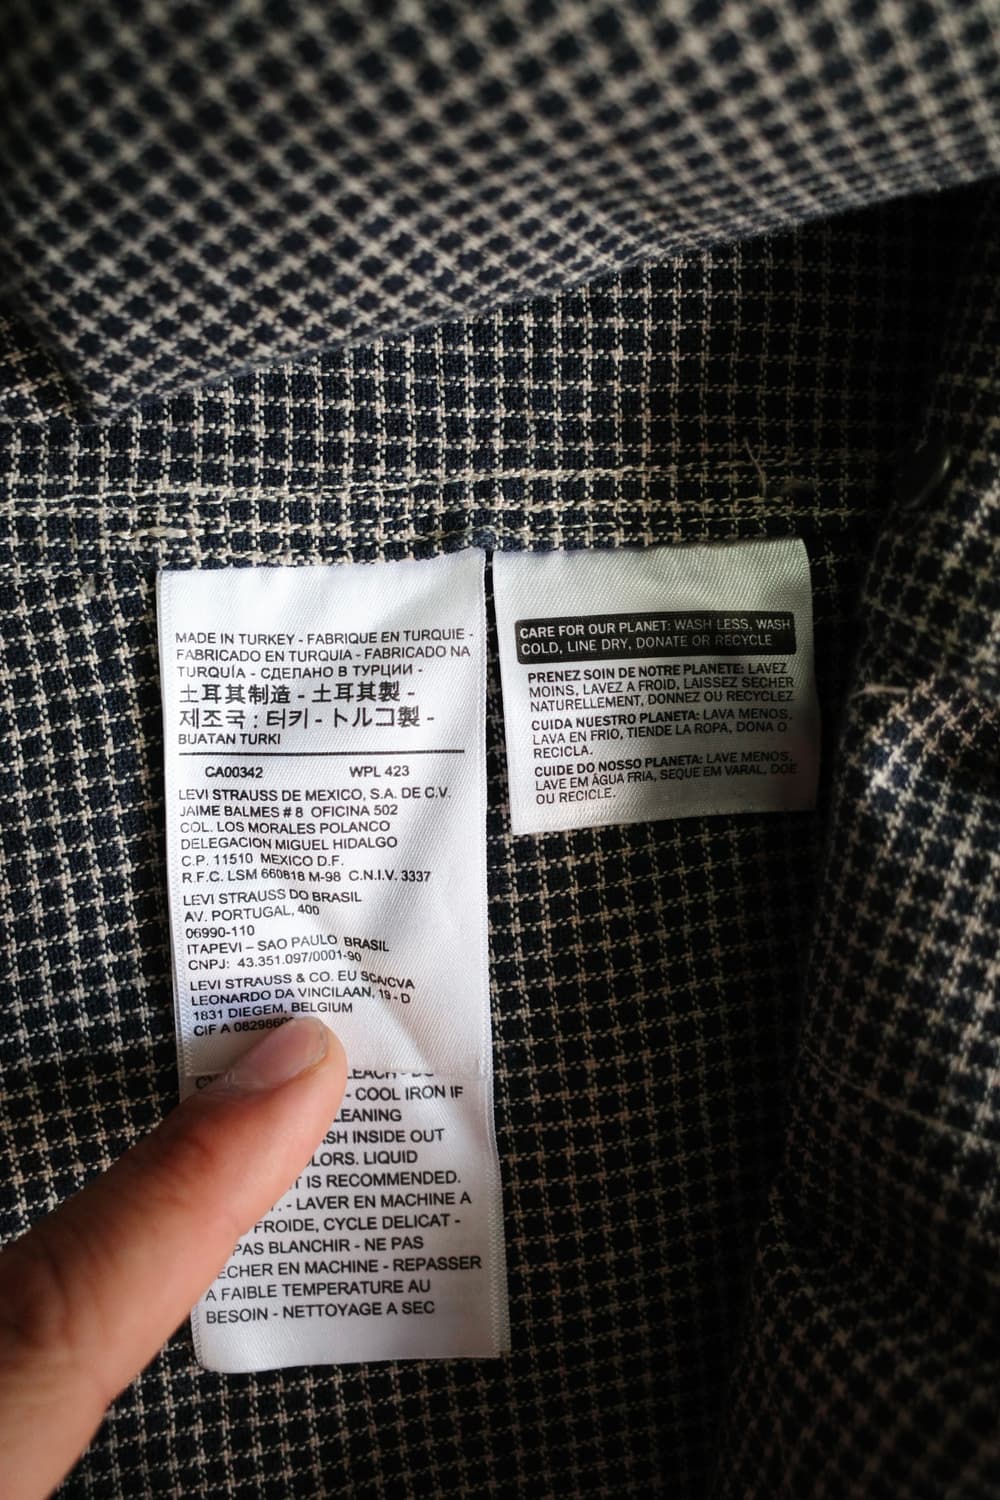 MADE IN TURKEY - FABRIQUE EN TURQUIE -
FABRICADO EN TURQUIA - FABRICADO NA
TURQUÍA - СДЕЛАНО В ТУРЦИИ -
土耳其制造 - 土耳其製 -
제조국 : 터키 - トルコ製 -
BUATAN TURKI
CA00342 WPL 423
LEVI STRAUSS DE MEXICO, S.A. DE C.V.
JAIME BALMES # 8 OFICINA 502
COL. LOS MORALES POLANCO
DELEGACION MIGUEL HIDALGO
C.P. 11510 MEXICO D.F.
R.F.C. LSM 660818 M-98 C.N.I.V. 3337
LEVI STRAUSS DO BRASIL
AV. PORTUGAL, 400
06990-110
ITAPEVI – SAO PAULO BRASIL
CNPJ: 43.351.097/0001-90
LEVI STRAUSS & CO. EU SCA/CVA
LEONARDO DA VINCILAAN, 19 - D
1831 DIEGEM, BELGIUM
CIF A
- COOL IRON IF
INSIDE OUT
LIQUID
IS RECOMMENDED.
- LAVER EN MACHINE A
FROIDE, CYCLE DELICAT -
PAS BLANCHIR - NE PAS
EN MACHINE - REPASSER
A FAIBLE TEMPERATURE AU
BESOIN - NETTOYAGE A SEC
CARE FOR OUR PLANET: WASH LESS, WASH
COLD, LINE DRY, DONATE OR RECYCLE
PRENEZ SOIN DE NOTRE PLANETE: LAVEZ
MOINS, LAVEZ A FROID, LAISSEZ SECHER
NATURELLEMENT, DONNEZ OU RECYCLEZ
CUIDA NUESTRO PLANETA: LAVA MENOS,
LAVA EN FRIO, TIENDE LA ROPA, DONA O
RECICLA.
CUIDE DO NOSSO PLANETA: LAVE MENOS,
LAVE EM ÁGUA FRIA, SEQUE EM VARAL, DOE
OU RECICLE.